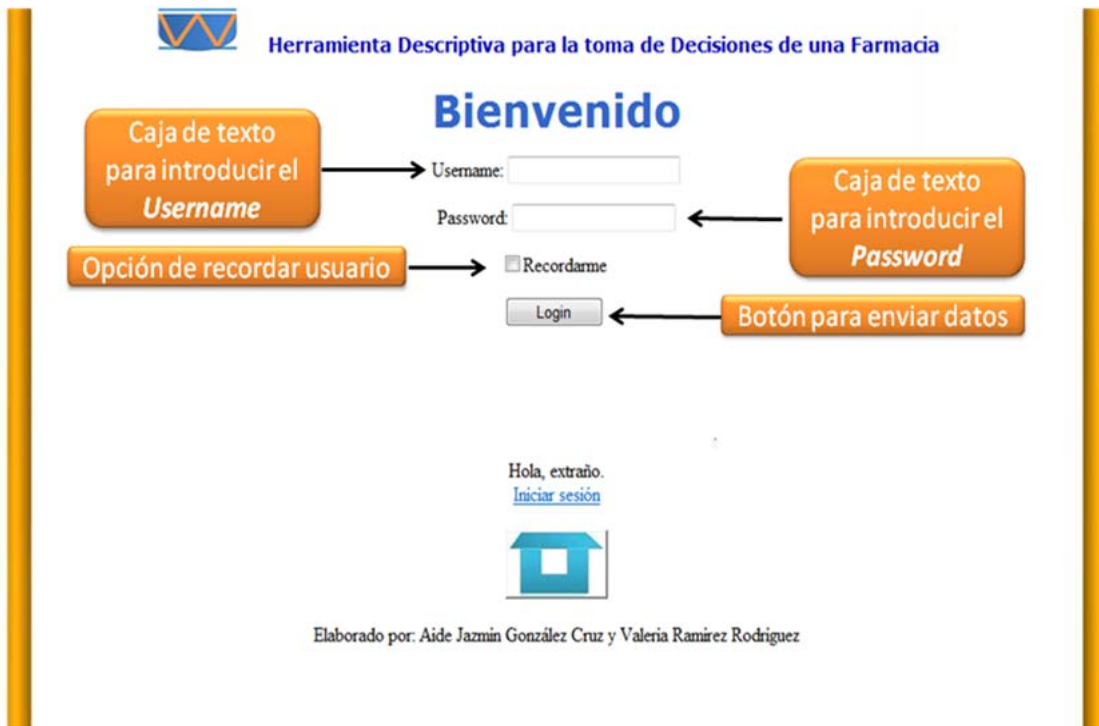 Herramienta Descriptiva para la toma de Decisiones de una Farmacia
Bienvenido
Caja de texto
para introducir el
Username
Username:
Caja de texto
para introducir el
Password
Password:
Opción de recordar usuario
Recordarme
Login
Botón para enviar datos
Hola, extraño.
Iniciar sesión
Elaborado por: Aide Jazmin González Cruz y Valeria Ramirez Rodriguez